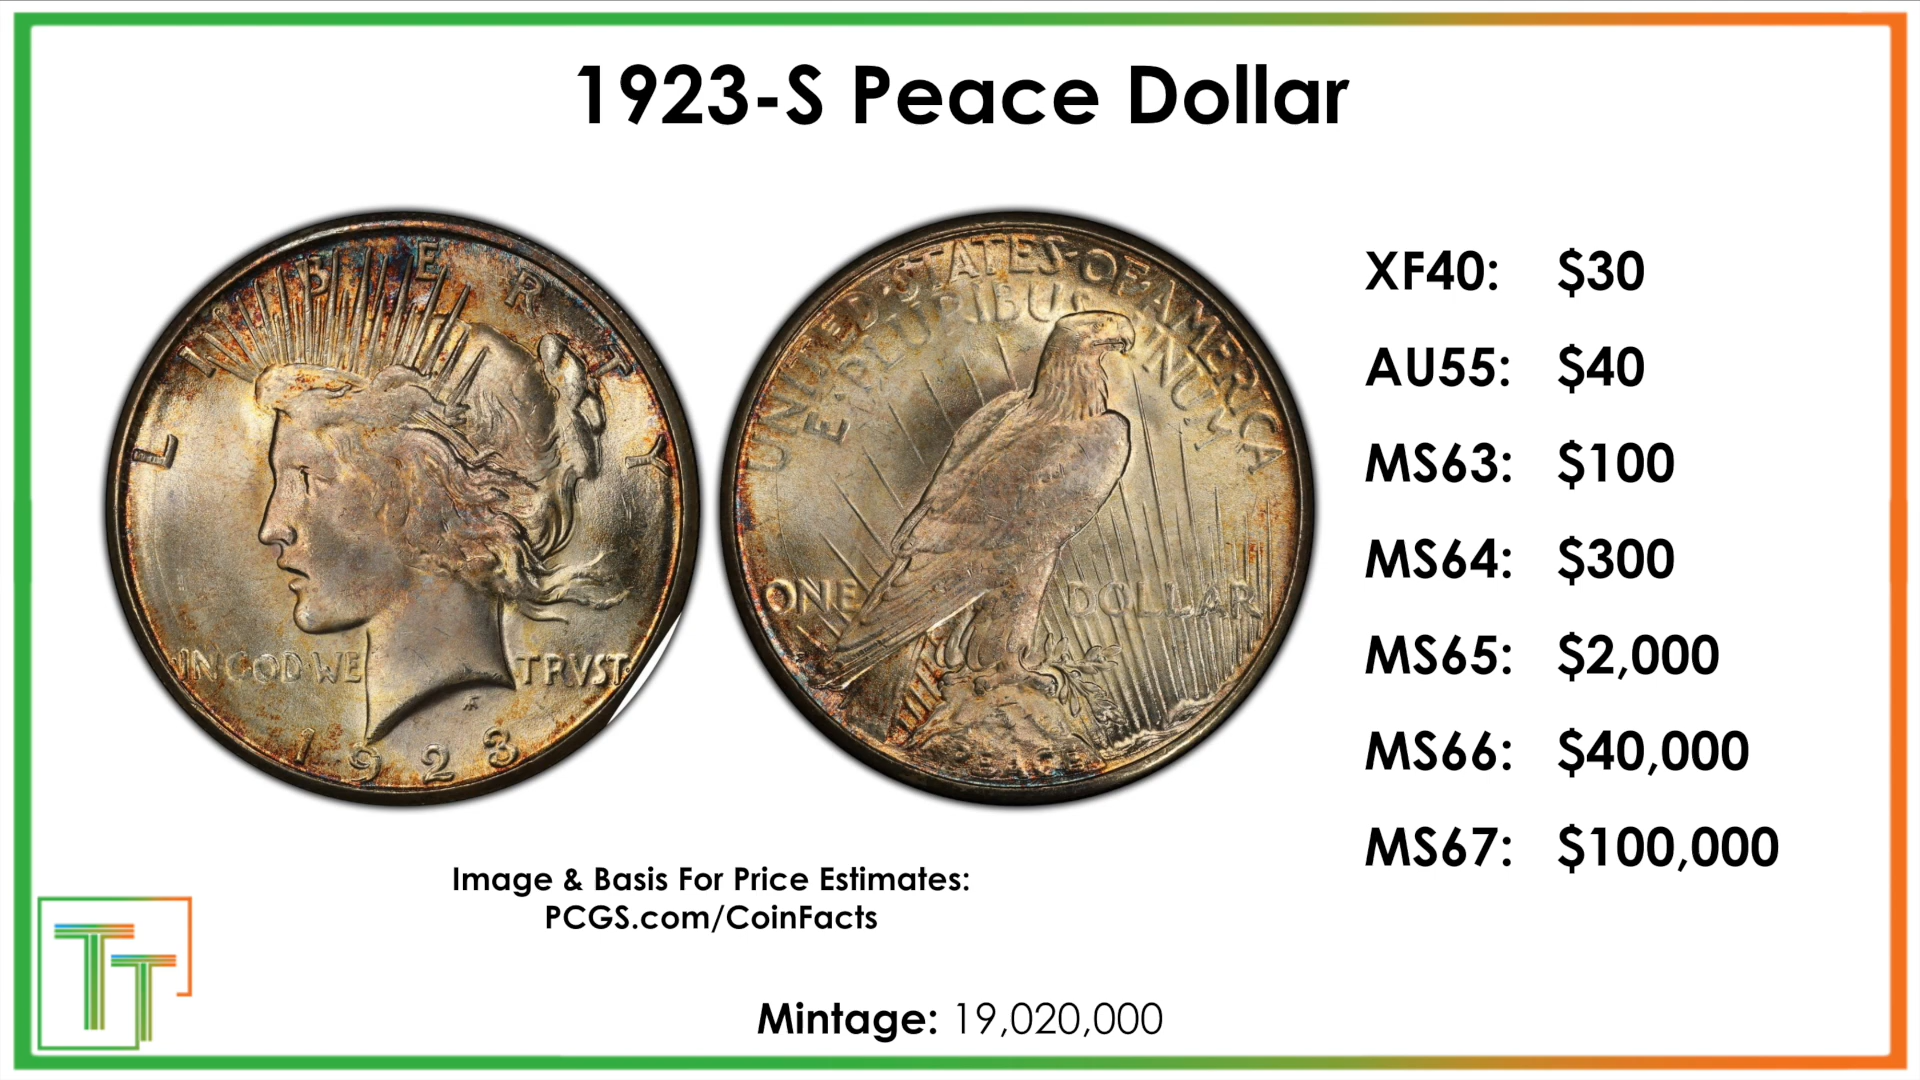 1923-S Peace Dollar
LIBERTY
IN GOD WE TRVST
1923
UNITED·STATES·OF·AMERICA
E·PLURIBUS UNUM
ONE DOLLAR
PEACE
XF40: $30
AU55: $40
MS63: $100
MS64: $300
MS65: $2,000
MS66: $40,000
MS67: $100,000
Image & Basis For Price Estimates:
PCGS.com/CoinFacts
TT
Mintage: 19,020,000